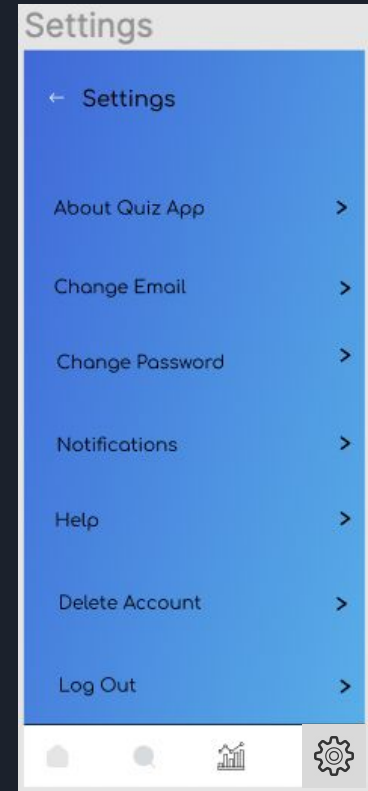 Settings
← Settings
About Quiz App >
Change Email >
Change Password >
Notifications >
Help >
Delete Account >
Log Out >